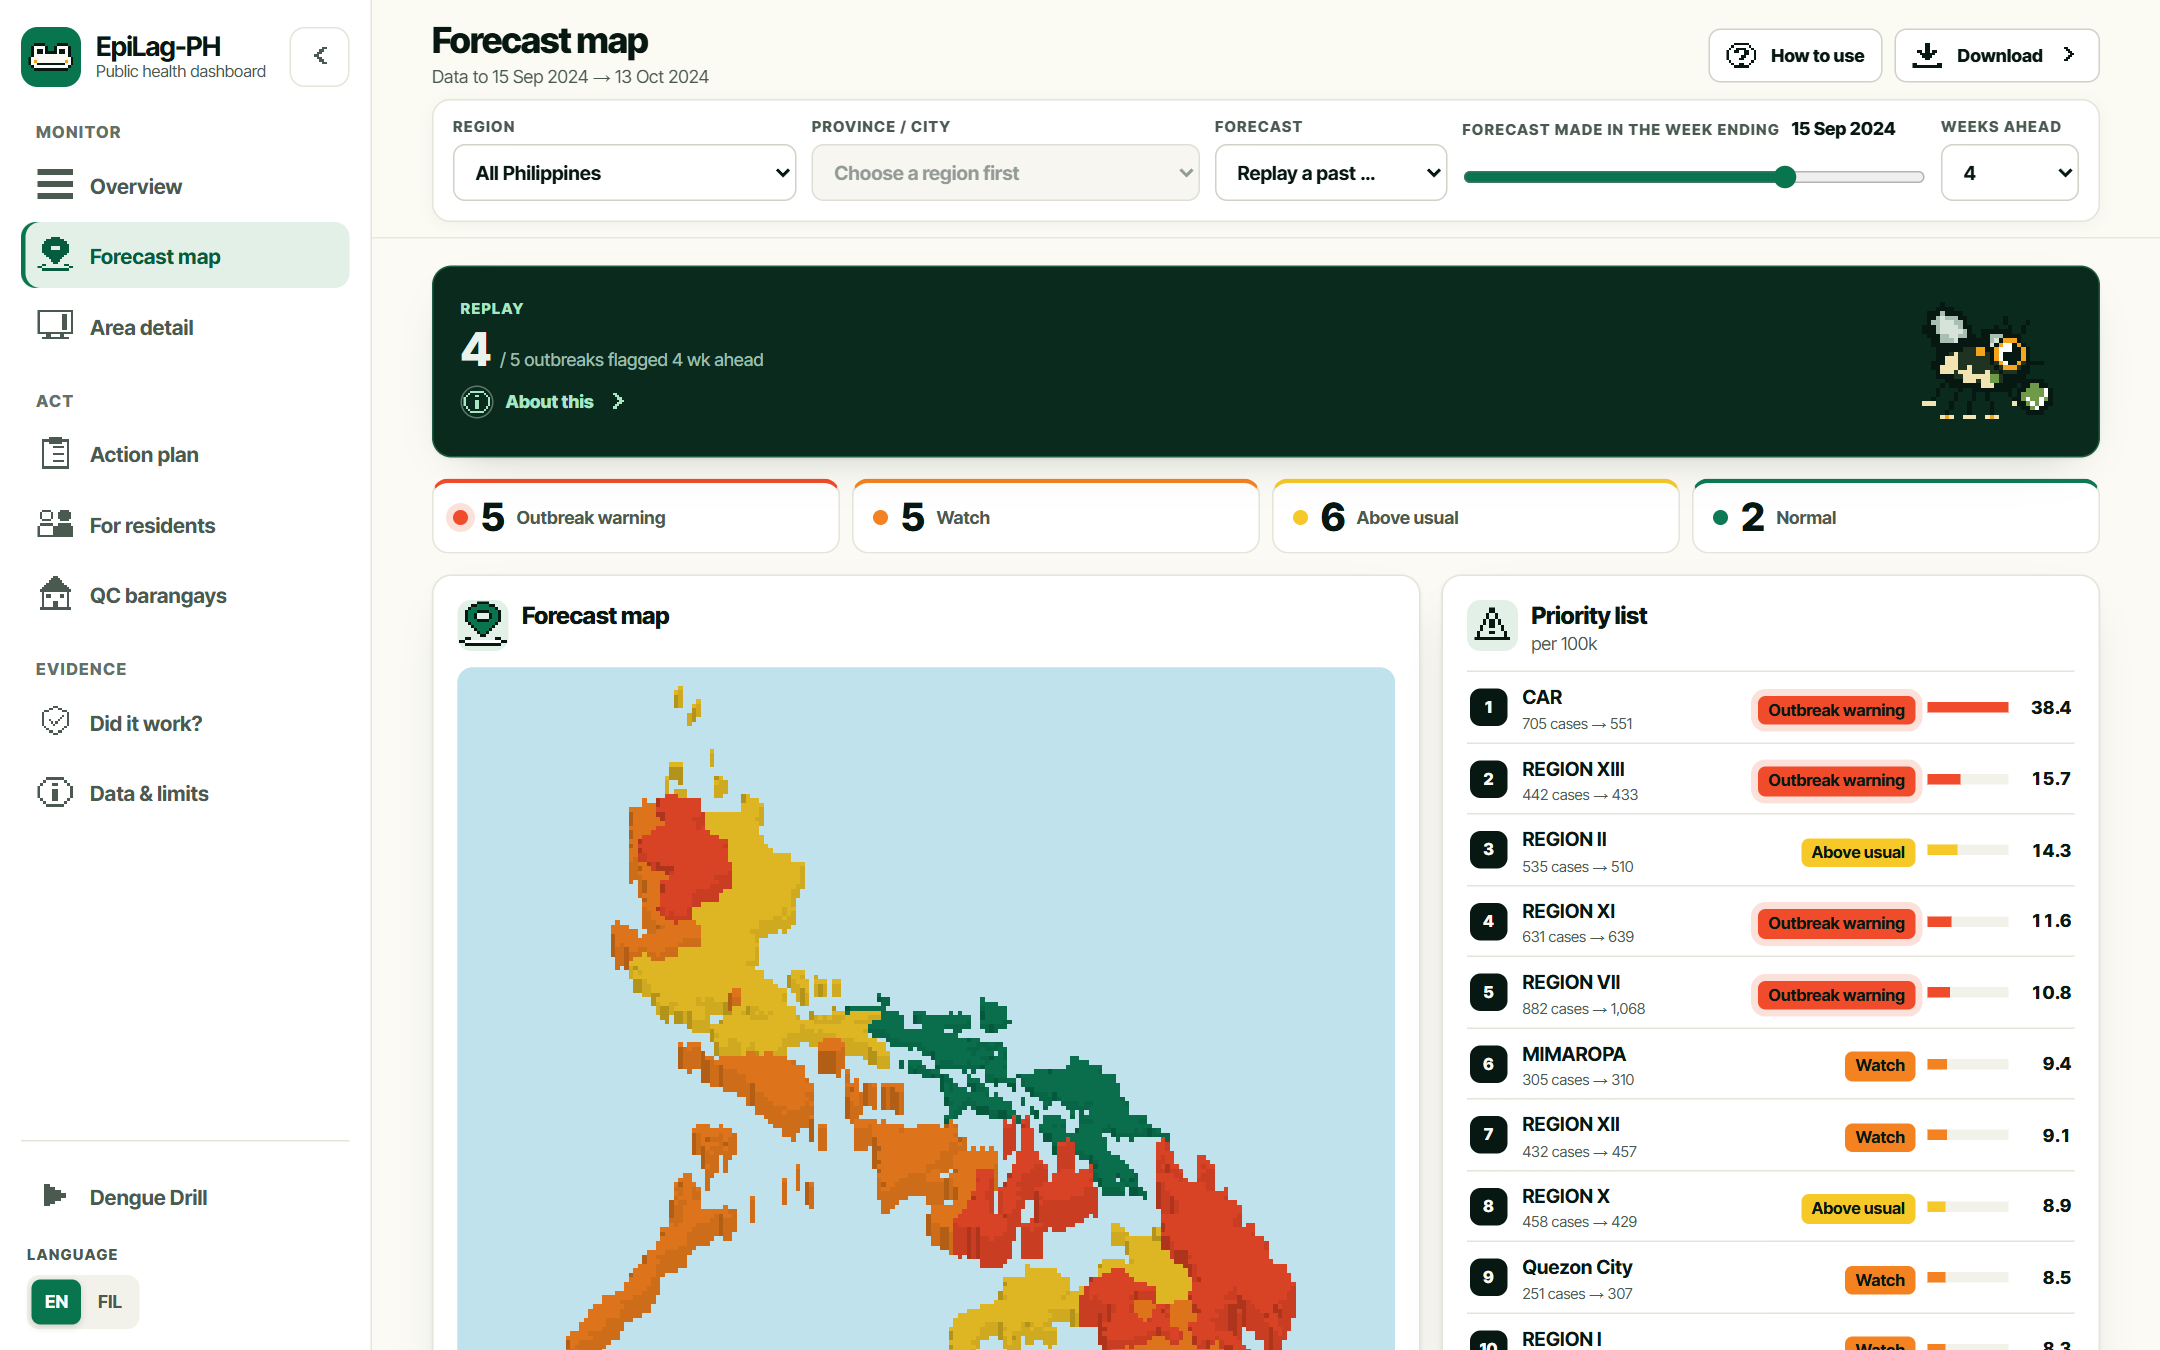 EpiLag-PH
Public health dashboard
MONITOR
Overview
Forecast map
Area detail
ACT
Action plan
For residents
QC barangays
EVIDENCE
Did it work?
Data & limits
Dengue Drill
LANGUAGE
EN FIL
Forecast map
Data to 15 Sep 2024 → 13 Oct 2024
How to use
Download
REGION
All Philippines
PROVINCE / CITY
Choose a region first
FORECAST
Replay a past ...
FORECAST MADE IN THE WEEK ENDING 15 Sep 2024
WEEKS AHEAD
4
REPLAY
4 / 5 outbreaks flagged 4 wk ahead
About this
5 Outbreak warning
5 Watch
6 Above usual
2 Normal
Forecast map
Priority list
per 100k
1 CAR Outbreak warning 38.4
705 cases → 551
2 REGION XIII Outbreak warning 15.7
442 cases → 433
3 REGION II Above usual 14.3
535 cases → 510
4 REGION XI Outbreak warning 11.6
631 cases → 639
5 REGION VII Outbreak warning 10.8
882 cases → 1,068
6 MIMAROPA Watch 9.4
305 cases → 310
7 REGION XII Watch 9.1
432 cases → 457
8 REGION X Above usual 8.9
458 cases → 429
9 Quezon City Watch 8.5
251 cases → 307
10 REGION I Watch 8.3